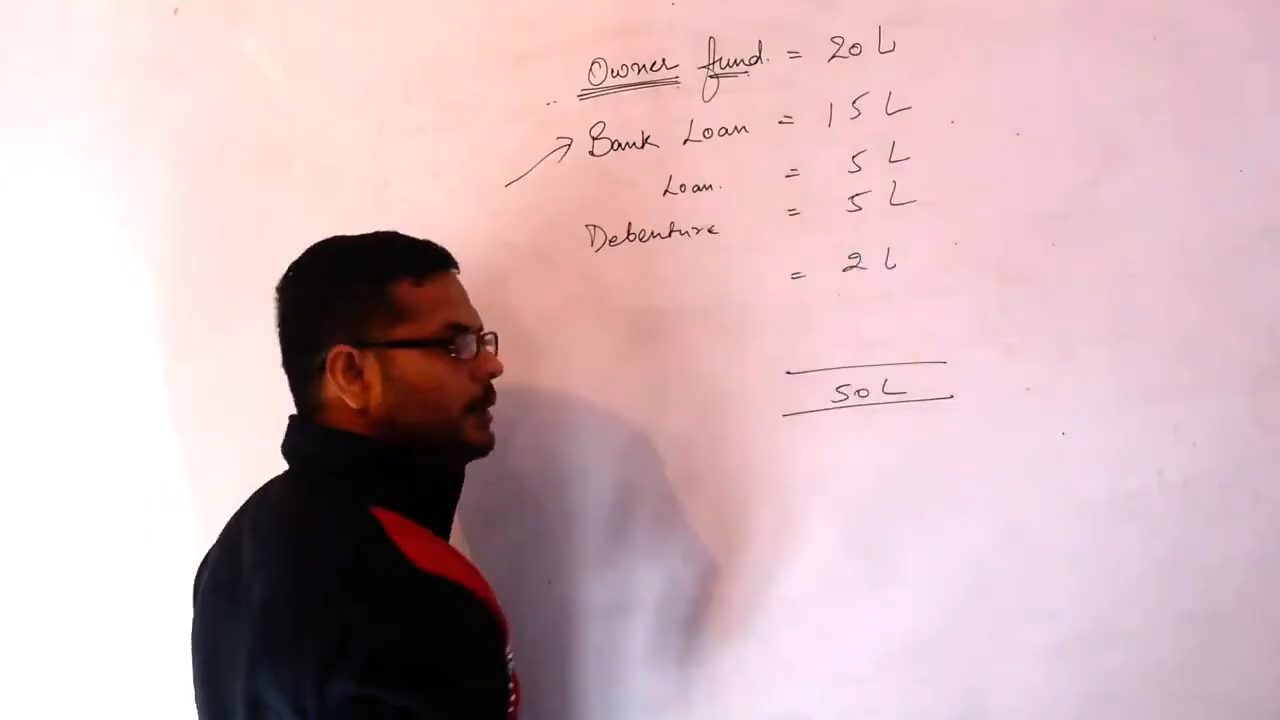 Owner fund. = 20 L
Bank Loan = 15 L
Loan. = 5 L
Debenture = 5 L
= 2 L
50 L